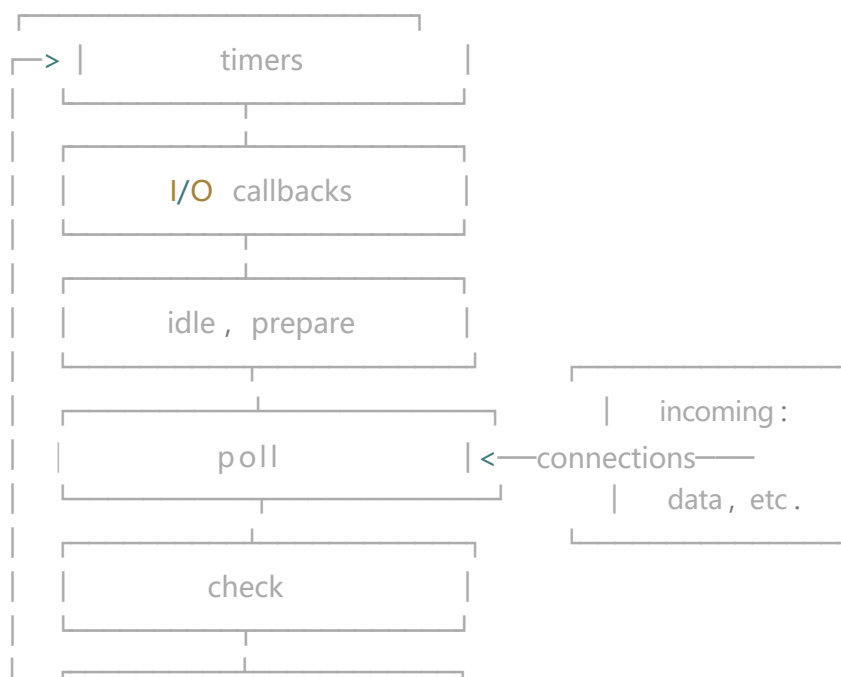 timers
I/O callbacks
idle, prepare
incoming:
poll
connections
data, etc.
check